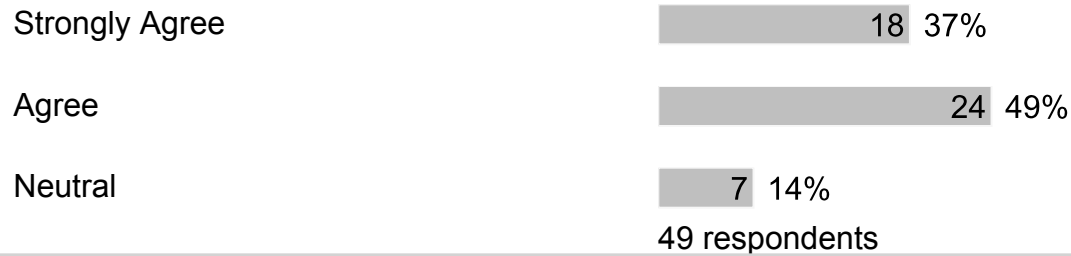 Strongly Agree 18 37%
Agree 24 49%
Neutral 7 14%
49 respondents